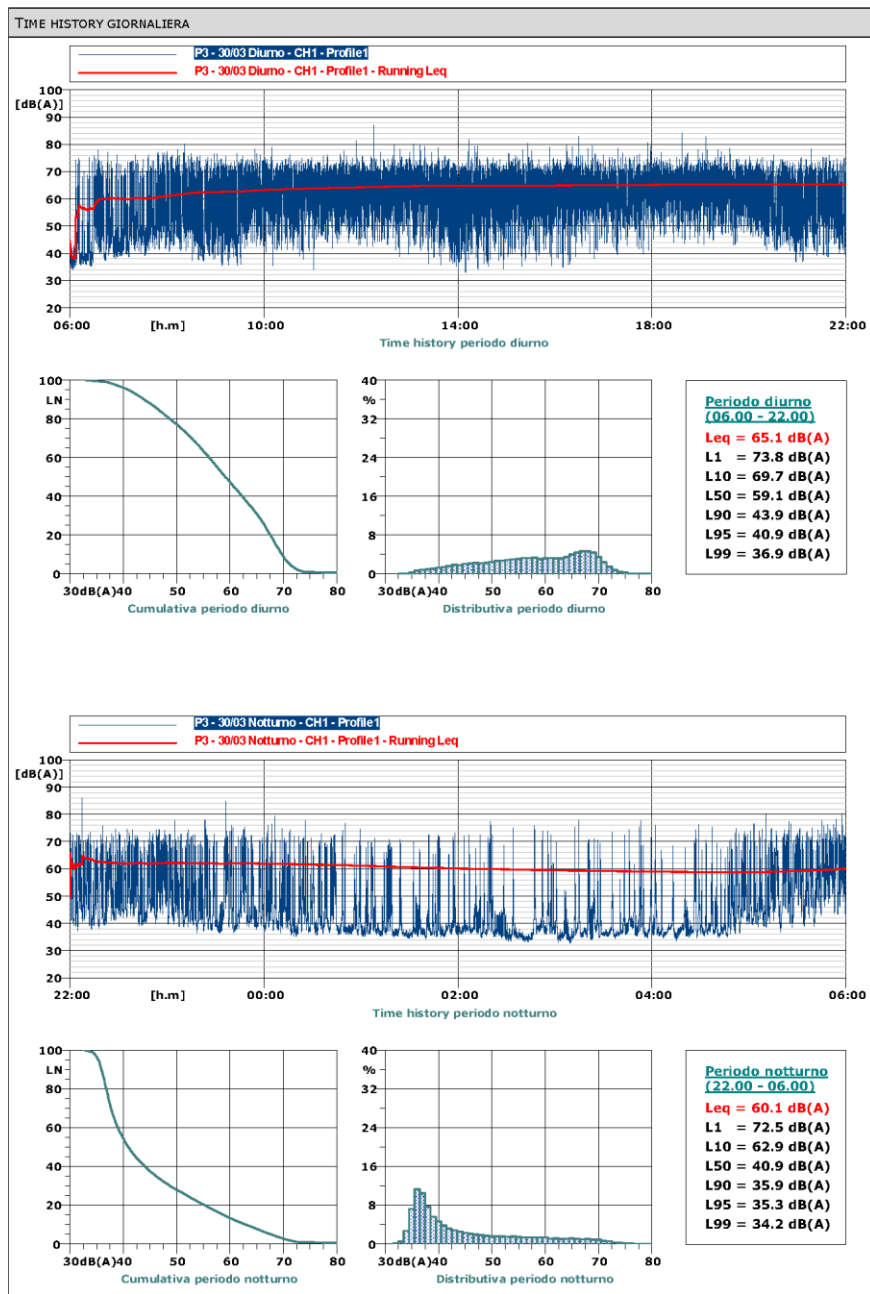 TIME HISTORY GIORNALIERA
P3 - 30/03 Diurno - CH1 - Profile1
P3 - 30/03 Diurno - CH1 - Profile1 - Running Leq
100
[dB(A)]
90
80
70
60
50
40
30
20
06:00 [h.m] 10:00 14:00 18:00 22:00
Time history periodo diurno
100
LN
80
60
40
20
0
30dB(A)40 50 60 70 80
Cumulativa periodo diurno
40
%
32
24
16
8
0
30dB(A)40 50 60 70 80
Distributiva periodo diurno
Periodo diurno
(06.00 - 22.00)
Leq = 65.1 dB(A)
L1 = 73.8 dB(A)
L10 = 69.7 dB(A)
L50 = 59.1 dB(A)
L90 = 43.9 dB(A)
L95 = 40.9 dB(A)
L99 = 36.9 dB(A)
P3 - 30/03 Notturno - CH1 - Profile1
P3 - 30/03 Notturno - CH1 - Profile1 - Running Leq
100
[dB(A)]
90
80
70
60
50
40
30
20
22:00 [h.m] 00:00 02:00 04:00 06:00
Time history periodo notturno
100
LN
80
60
40
20
0
30dB(A)40 50 60 70 80
Cumulativa periodo notturno
40
%
32
24
16
8
0
30dB(A)40 50 60 70 80
Distributiva periodo notturno
Periodo notturno
(22.00 - 06.00)
Leq = 60.1 dB(A)
L1 = 72.5 dB(A)
L10 = 62.9 dB(A)
L50 = 40.9 dB(A)
L90 = 35.9 dB(A)
L95 = 35.3 dB(A)
L99 = 34.2 dB(A)